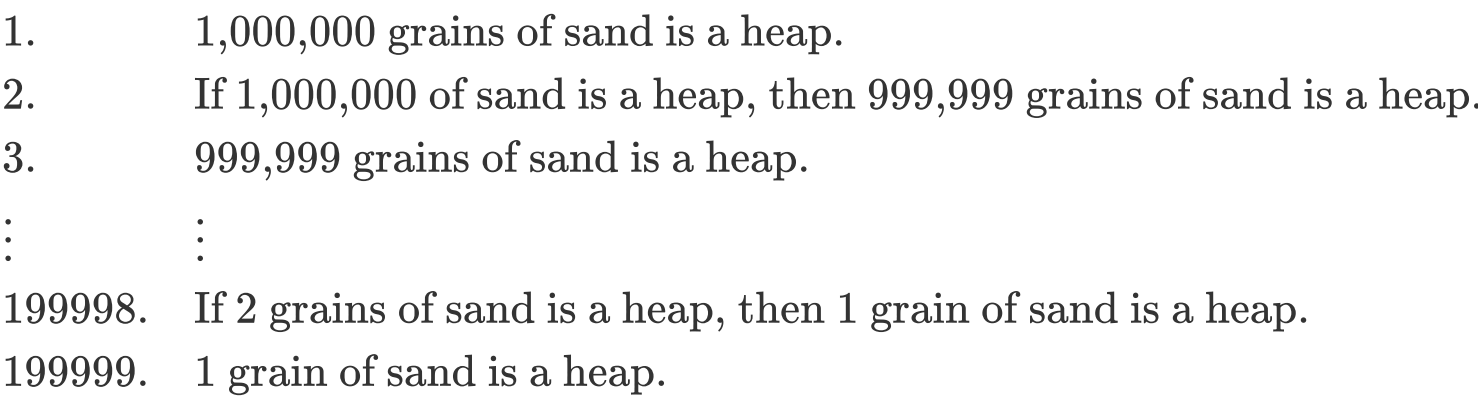 1. 1,000,000 grains of sand is a heap.
2. If 1,000,000 of sand is a heap, then 999,999 grains of sand is a heap.
3. 999,999 grains of sand is a heap.
⋮ ⋮
199998. If 2 grains of sand is a heap, then 1 grain of sand is a heap.
199999. 1 grain of sand is a heap.